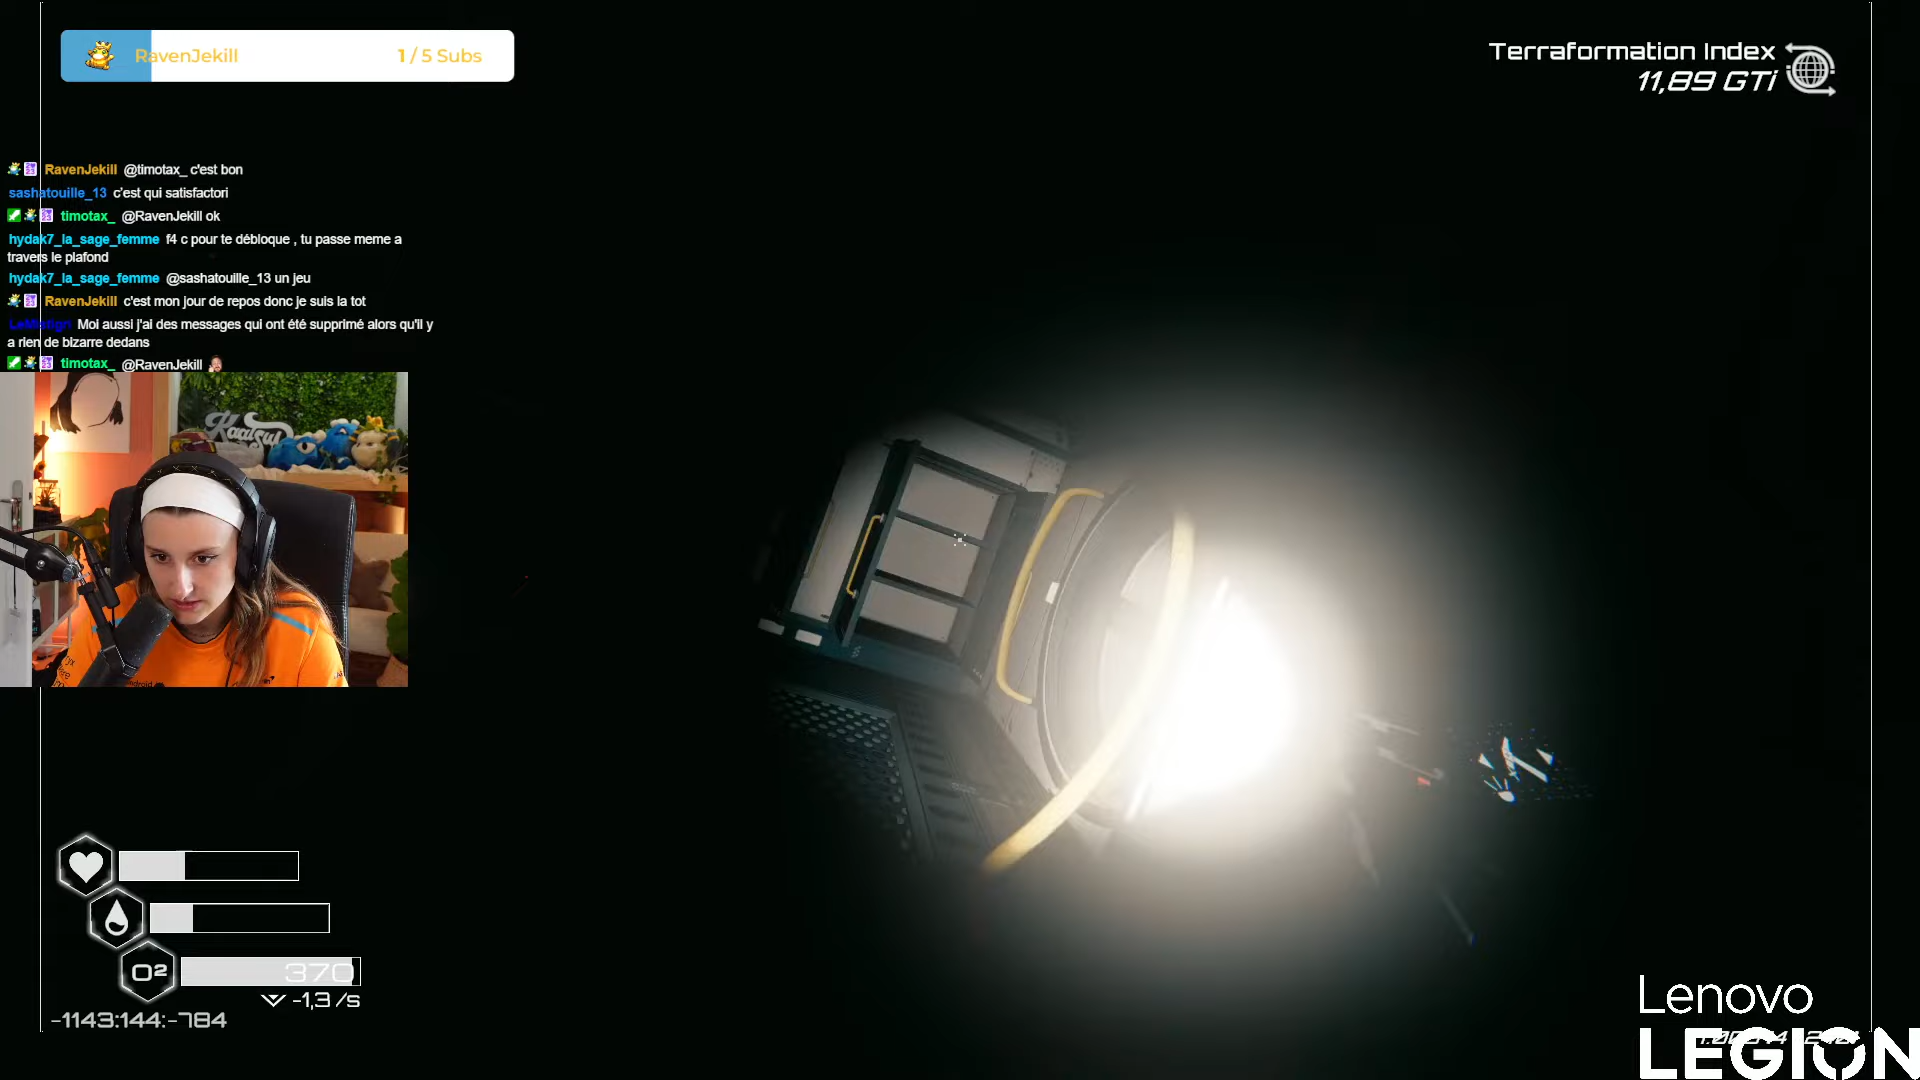 RavenJekill 1 / 5 Subs
Terraformation Index
11,89 GTi
RavenJekill @timotax_ c'est bon
sashatouille_13 c'est qui satisfactori
timotax_ @RavenJekill ok
hydak7_la_sage_femme f4 c pour te débloque , tu passe meme a
travers le plafond
hydak7_la_sage_femme @sashatouille_13 un jeu
RavenJekill c'est mon jour de repos donc je suis la tot
Moi aussi j'ai des messages qui ont été supprimé alors qu'il y
a rien de bizarre dedans
timotax_ @RavenJekill
Kaatsup
O²
370
-1,3 /s
-1143:144:-784
Lenovo
LEGION